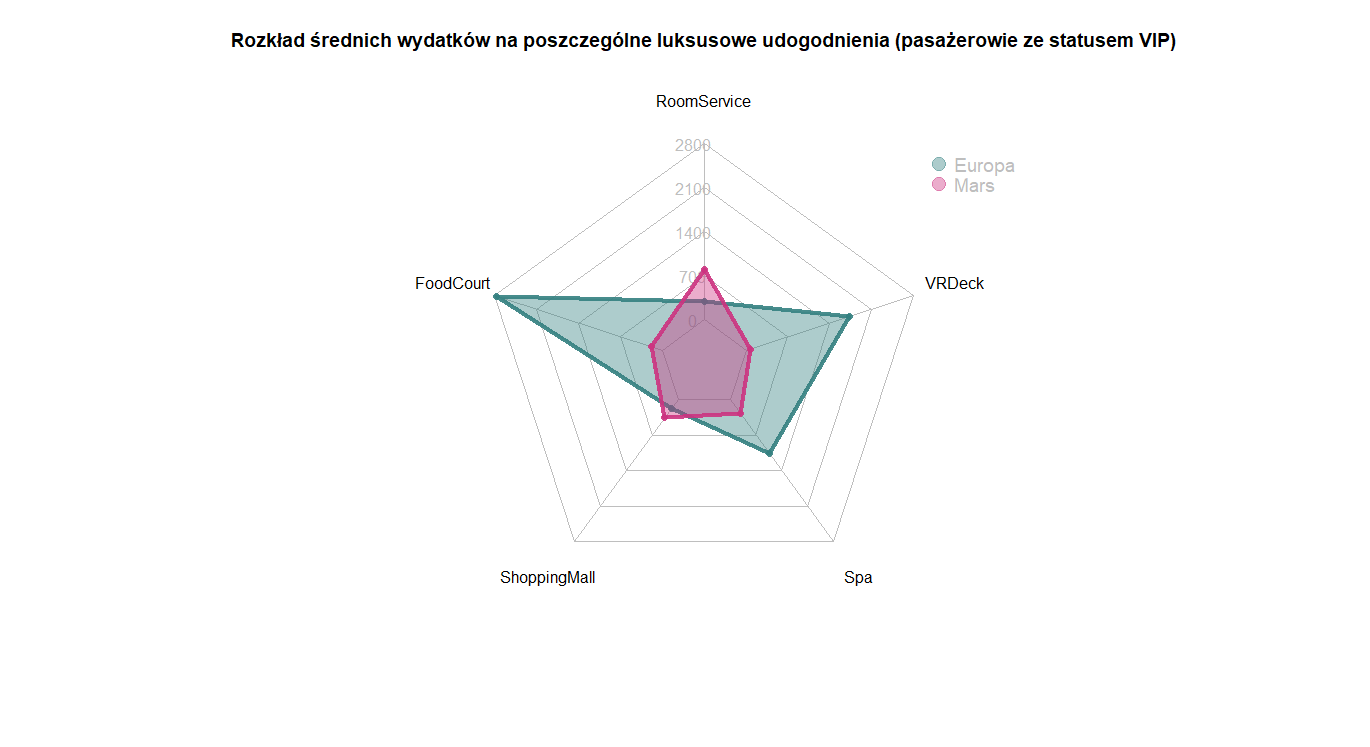 Rozkład średnich wydatków na poszczególne luksusowe udogodnienia (pasażerowie ze statusem VIP)
RoomService
2800
2100
1400
700
0
Europa
Mars
FoodCourt
VRDeck
ShoppingMall
Spa